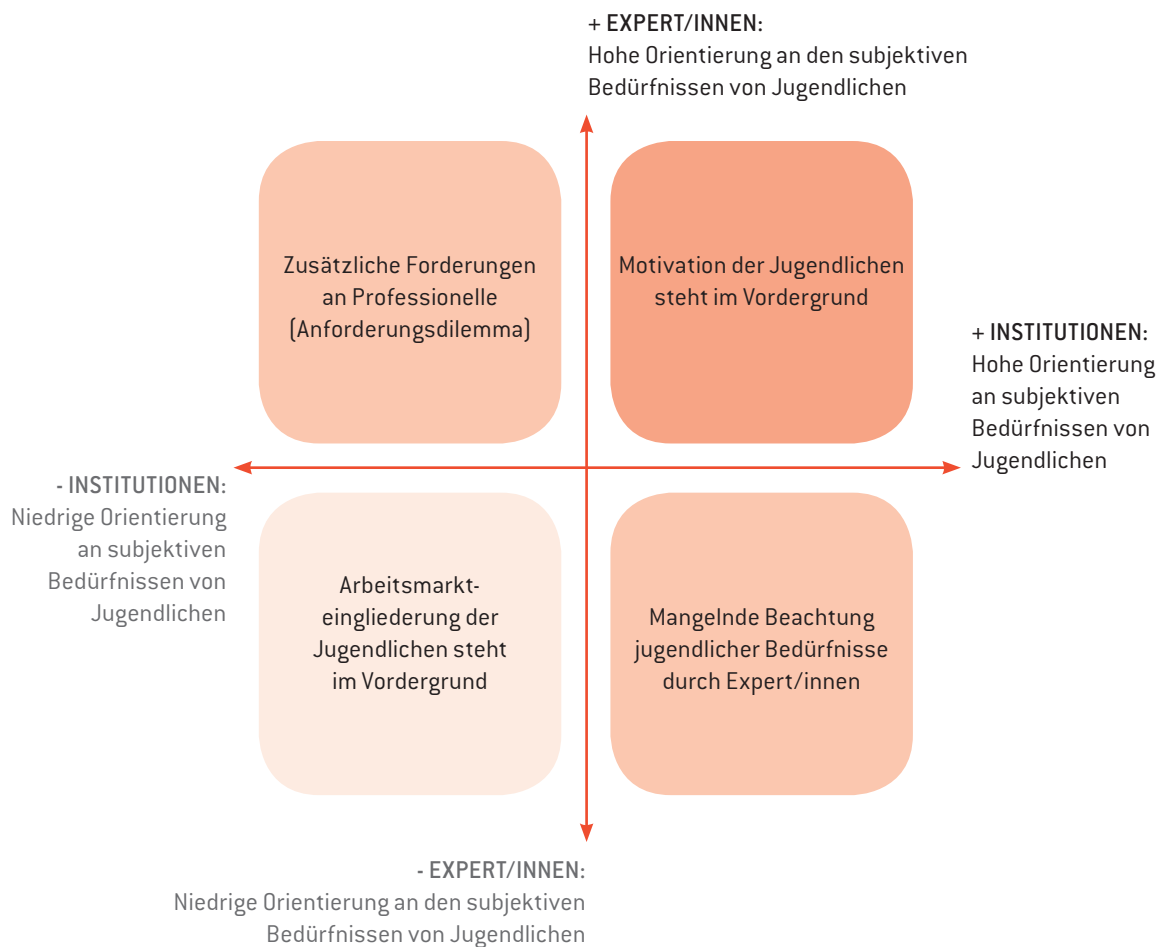 + EXPERT/INNEN:
Hohe Orientierung an den subjektiven
Bedürfnissen von Jugendlichen
Zusätzliche Forderungen
an Professionelle
(Anforderungsdilemma)
Motivation der Jugendlichen
steht im Vordergrund
+ INSTITUTIONEN:
Hohe Orientierung
an subjektiven
Bedürfnissen von
Jugendlichen
- INSTITUTIONEN:
Niedrige Orientierung
an subjektiven
Bedürfnissen von
Jugendlichen
Arbeitsmarkt-
eingliederung der
Jugendlichen steht
im Vordergrund
Mangelnde Beachtung
jugendlicher Bedürfnisse
durch Expert/innen
- EXPERT/INNEN:
Niedrige Orientierung an den subjektiven
Bedürfnissen von Jugendlichen